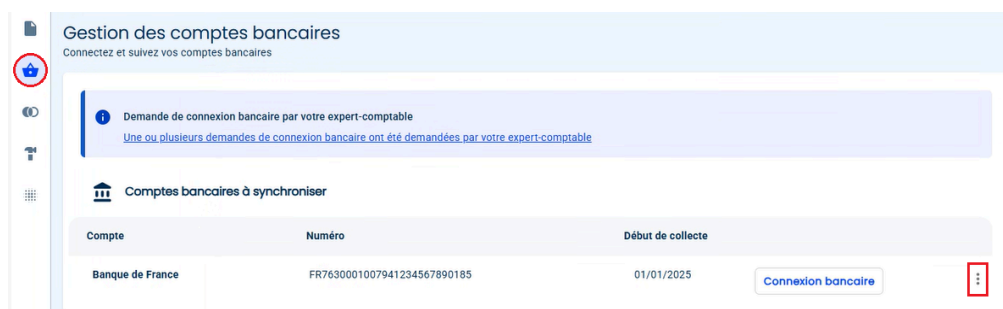 Gestion des comptes bancaires
Connectez et suivez vos comptes bancaires
Demande de connexion bancaire par votre expert-comptable
Une ou plusieurs demandes de connexion bancaire ont été demandées par votre expert-comptable
Comptes bancaires à synchroniser
Compte Numéro Début de collecte
Banque de France FR7630001007941234567890185 01/01/2025 Connexion bancaire